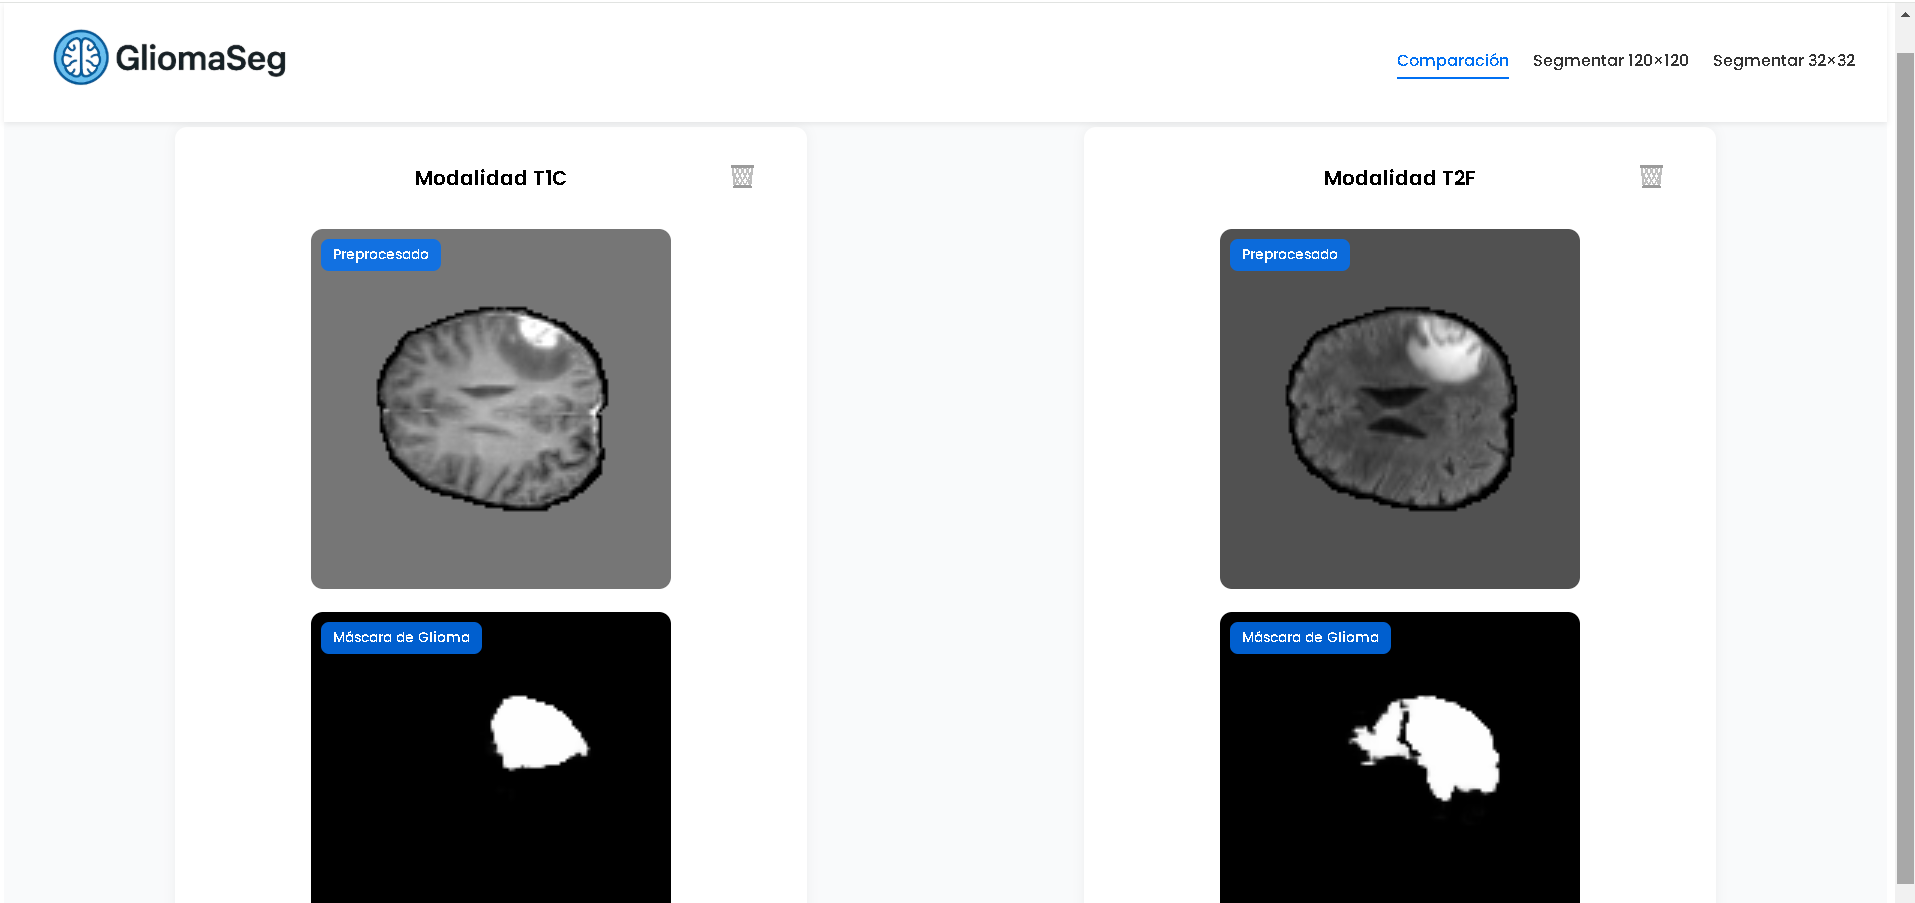 GliomaSeg
Comparación
Segmentar 120×120
Segmentar 32×32
Modalidad T1C
Preprocesado
Máscara de Glioma
Modalidad T2F
Preprocesado
Máscara de Glioma